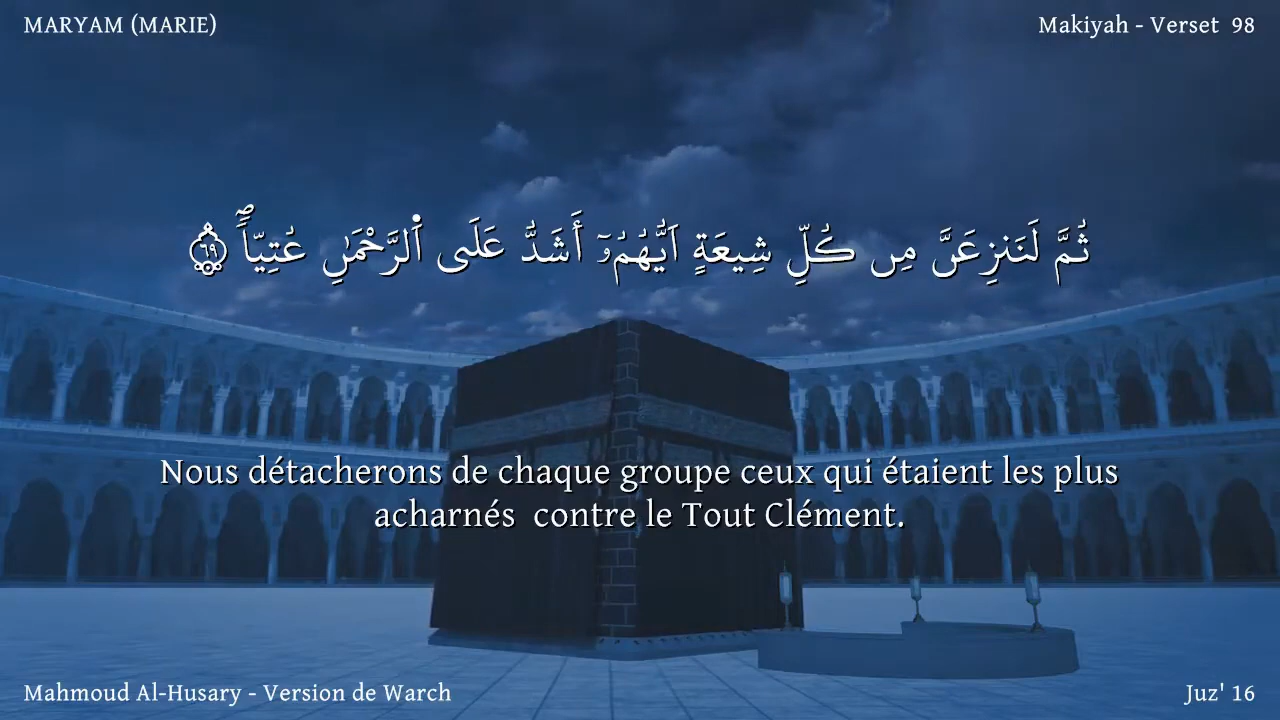 MARYAM (MARIE)
Makiyah - Verset 98
ثُمَّ لَنَنزِعَنَّ مِن كُلِّ شِيعَةٍ اَيُّهُمُۥٓ أَشَدُّ عَلَى اَ۬لرَّحْمَٰنِ عُتِيّاٗۖ ٦٩
Nous détacherons de chaque groupe ceux qui étaient les plus
acharnés contre le Tout Clément.
Mahmoud Al-Husary - Version de Warch
Juz' 16